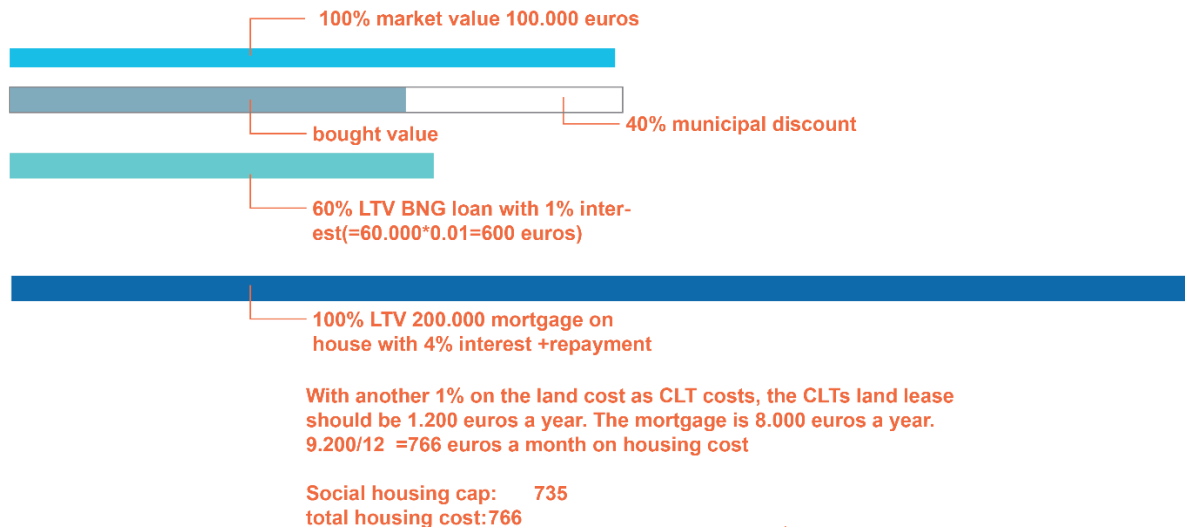 100% market value 100.000 euros
40% municipal discount
bought value
60% LTV BNG loan with 1% inter-
est(=60.000*0.01=600 euros)
100% LTV 200.000 mortgage on
house with 4% interest +repayment
With another 1% on the land cost as CLT costs, the CLTs land lease
should be 1.200 euros a year. The mortgage is 8.000 euros a year.
9.200/12  =766 euros a month on housing cost
Social housing cap: 735
total housing cost:766